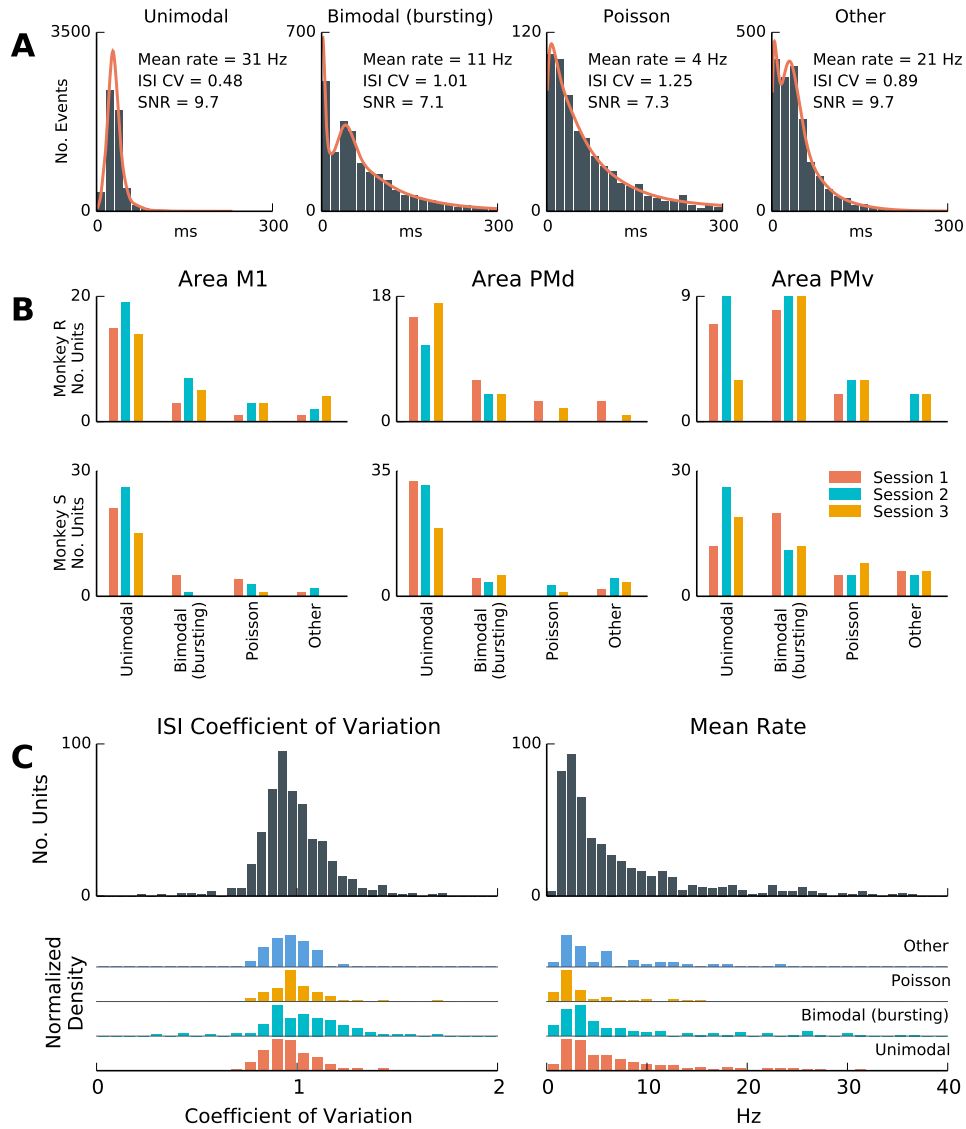 A
Unimodal
Bimodal (bursting)
Poisson
Other
3500
700
120
500
Mean rate = 31 Hz
ISI CV = 0.48
SNR = 9.7
Mean rate = 11 Hz
ISI CV = 1.01
SNR = 7.1
Mean rate = 4 Hz
ISI CV = 1.25
SNR = 7.3
Mean rate = 21 Hz
ISI CV = 0.89
SNR = 9.7
No. Events
0
0
0
0
ms
300
ms
300
ms
300
ms
300
B
Area M1
Area PMd
Area PMv
Monkey R
No. Units
20
0
18
0
9
0
Monkey S
No. Units
30
0
35
0
30
0
Session 1
Session 2
Session 3
Unimodal
Bimodal
(bursting)
Poisson
Other
Unimodal
Bimodal
(bursting)
Poisson
Other
Unimodal
Bimodal
(bursting)
Poisson
Other
C
ISI Coefficient of Variation
Mean Rate
No. Units
100
0
100
0
Normalized
Density
Other
Poisson
Bimodal (bursting)
Unimodal
0
1
2
Coefficient of Variation
0
10
20
30
40
Hz